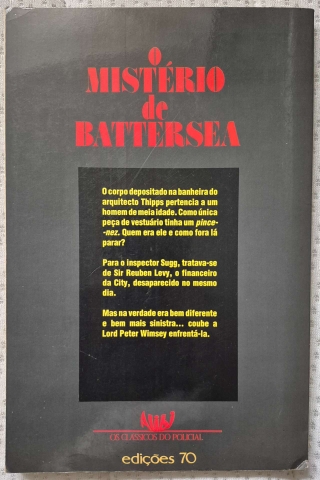 O
MISTÉRIO
de
BATTERSEA
O corpo depositado na banheira do
arquitecto Thipps pertencia a um
homem de meia idade. Como única
peça de vestuário tinha um pince-
-nez. Quem era ele e como fora lá
parar?
Para o inspector Sugg, tratava-se
de Sir Reuben Levy, o financeiro
da City, desaparecido no mesmo
dia.
Mas na verdade era bem diferente
e bem mais sinistra... coube a
Lord Peter Wimsey enfrentá-la.
OS CLÁSSICOS DO POLICIAL
edições 70